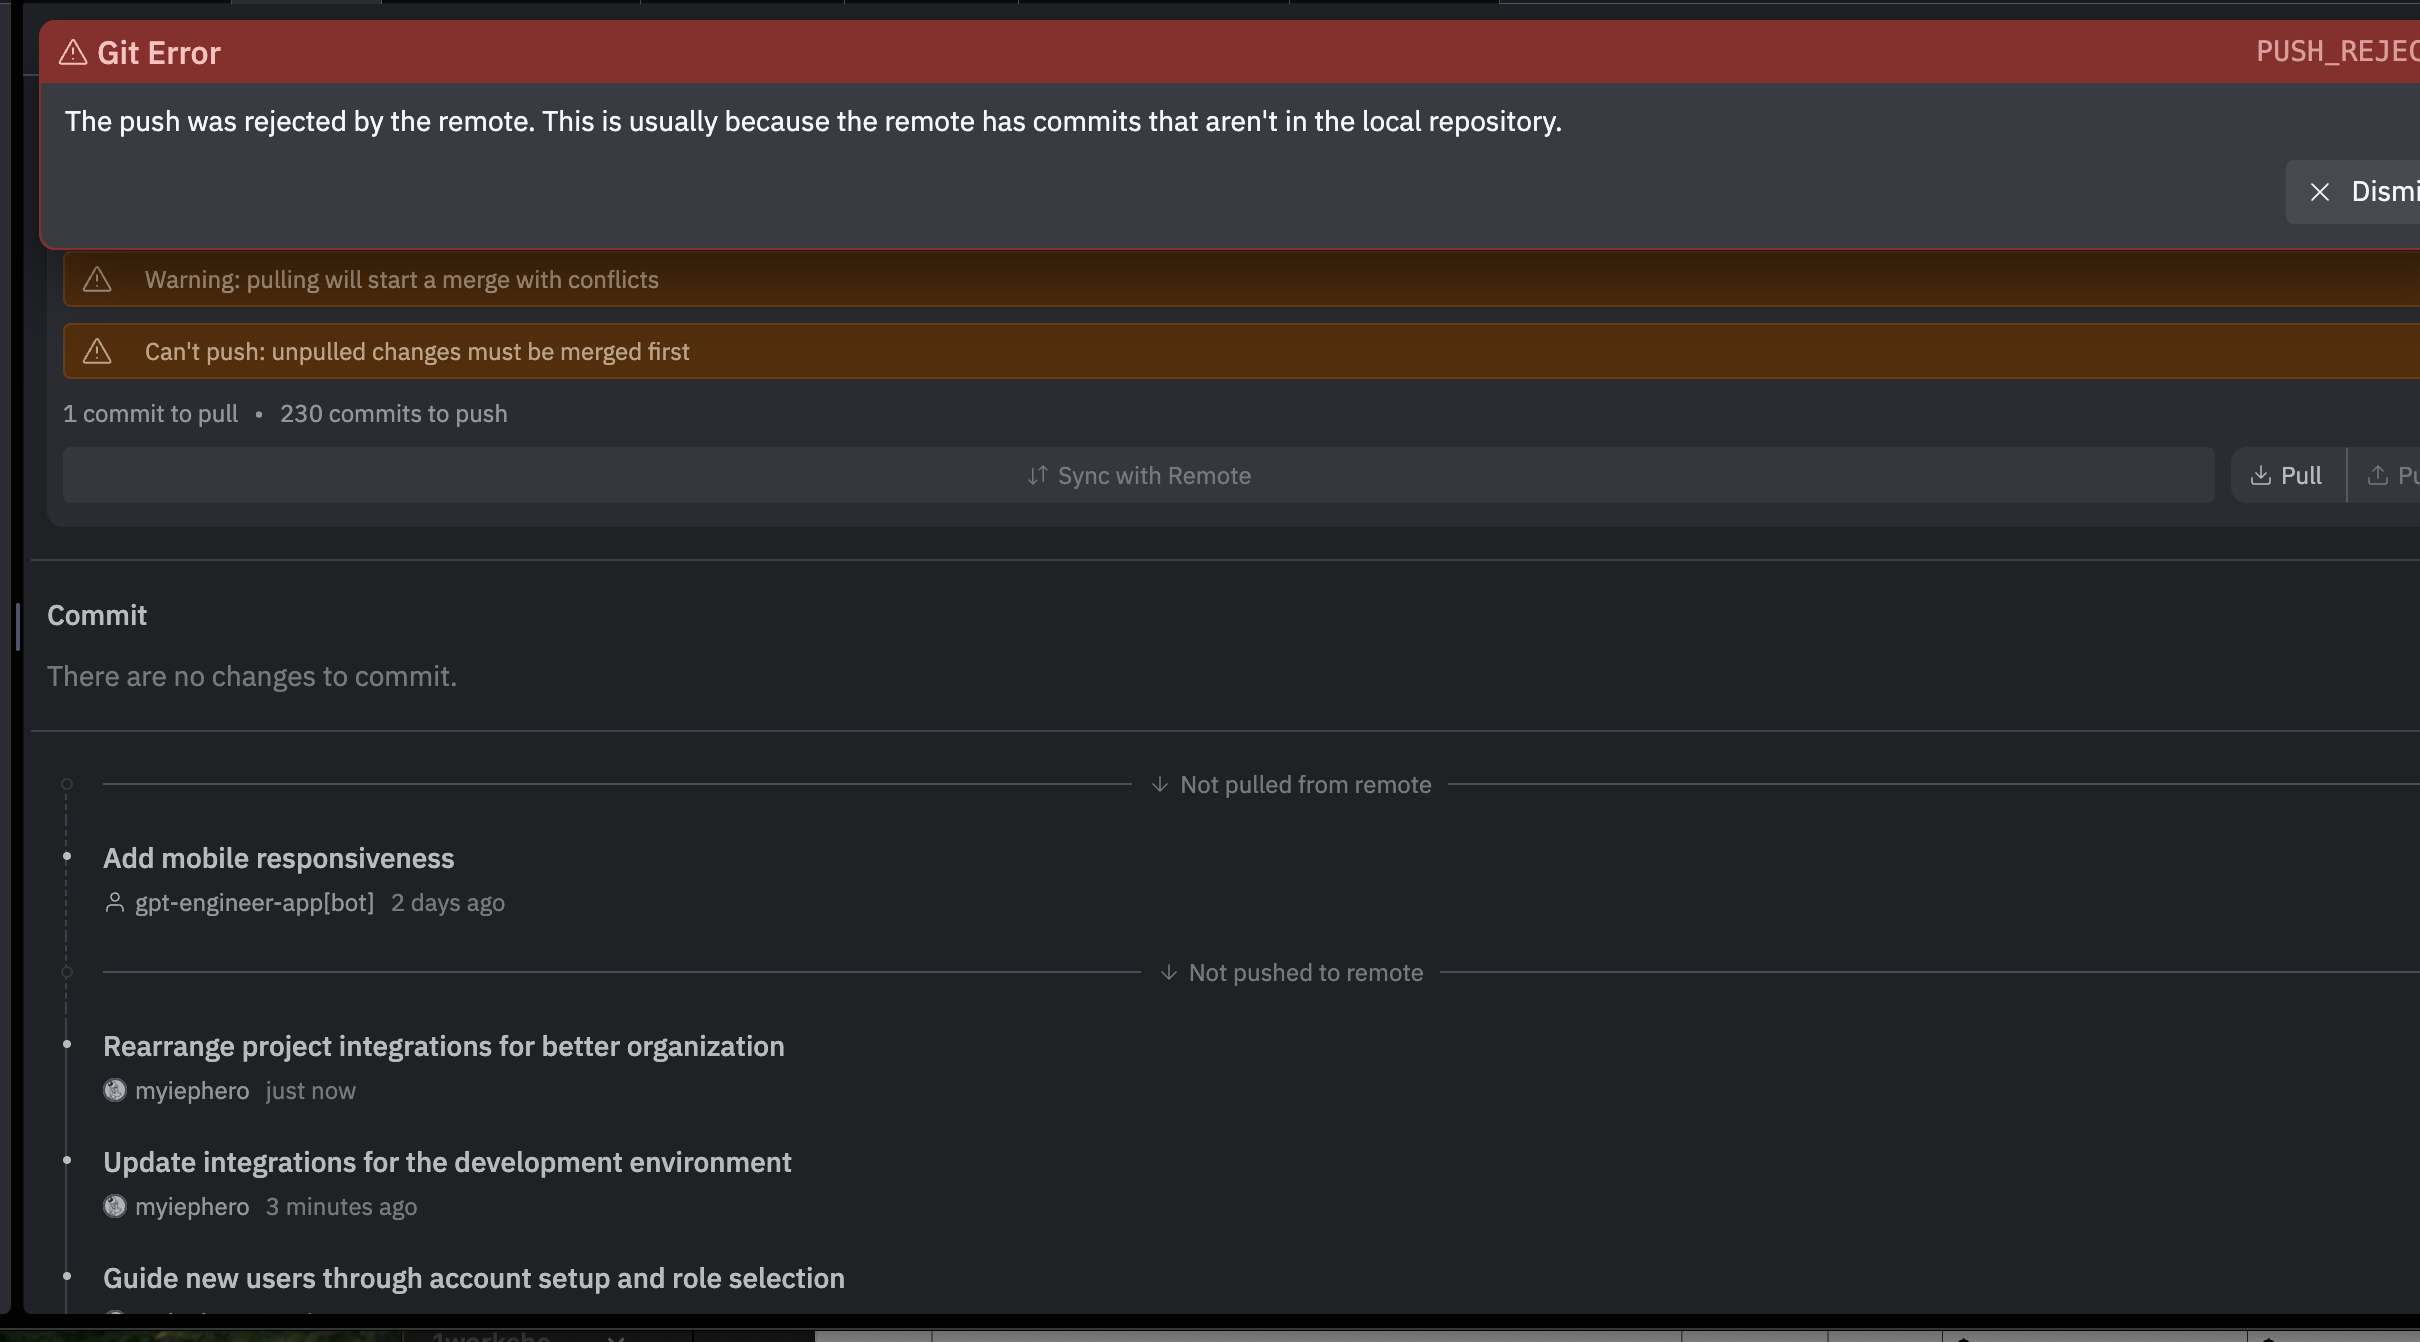 Git Error
PUSH_REJEC
The push was rejected by the remote. This is usually because the remote has commits that aren't in the local repository.
Dismi
Warning: pulling will start a merge with conflicts
Can't push: unpulled changes must be merged first
1 commit to pull • 230 commits to push
Sync with Remote
Pull
Pu
Commit
There are no changes to commit.
Not pulled from remote
Add mobile responsiveness
gpt-engineer-app[bot] 2 days ago
Not pushed to remote
Rearrange project integrations for better organization
myiephero just now
Update integrations for the development environment
myiephero 3 minutes ago
Guide new users through account setup and role selection